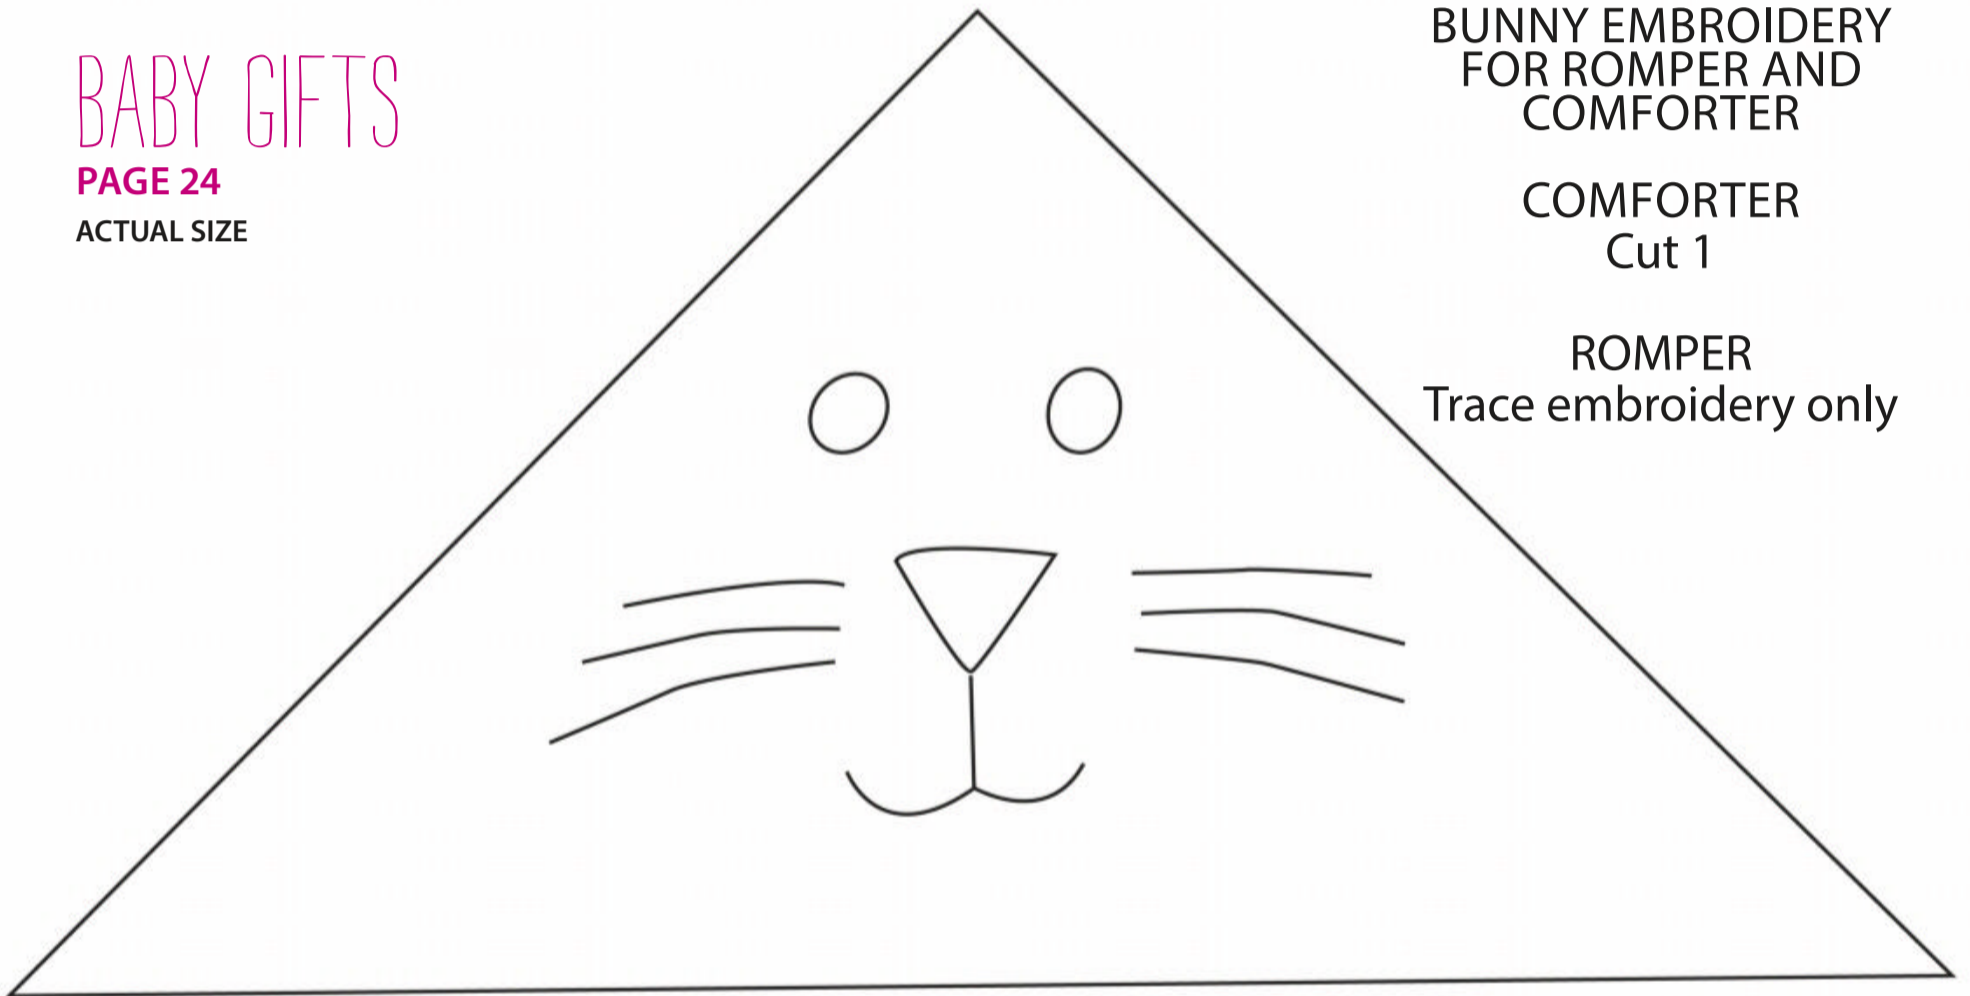 BABY GIFTS
PAGE 24
ACTUAL SIZE
BUNNY EMBROIDERY
FOR ROMPER AND
COMFORTER
COMFORTER
Cut 1
ROMPER
Trace embroidery only